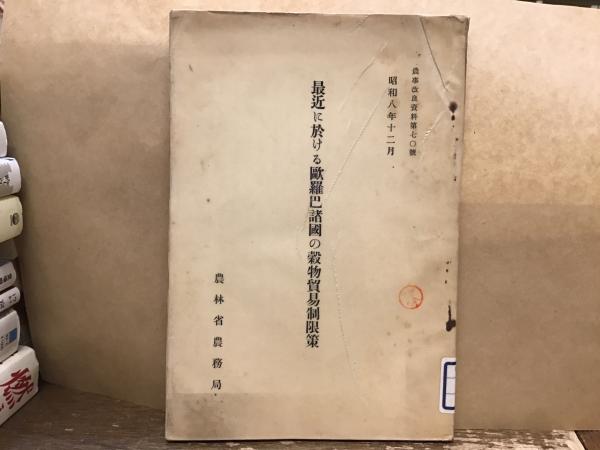 農事改良資料第七〇號
昭和八年十二月
最近に於ける歐羅巴諸國の穀物貿易制限策
農林省農務局